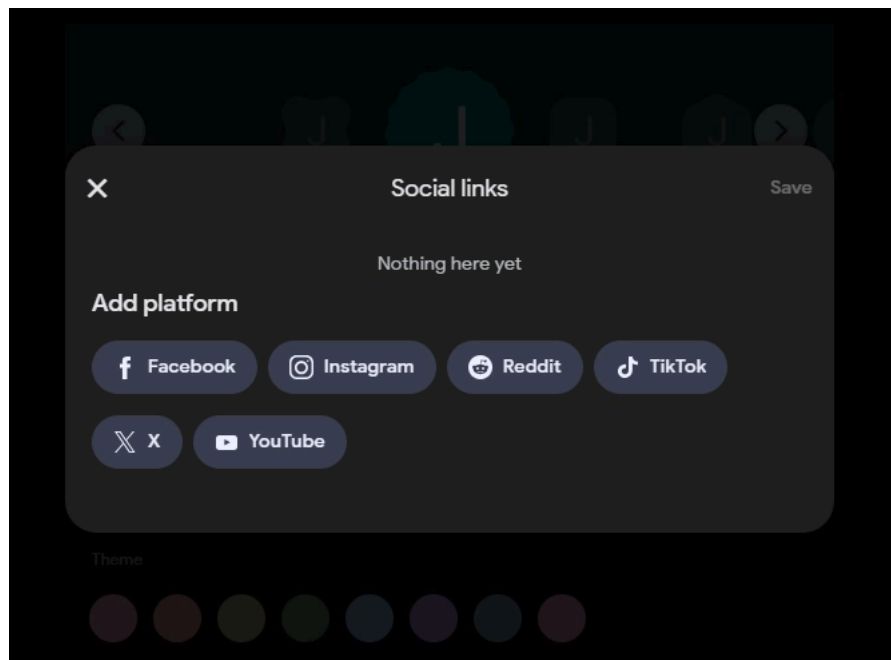 J J J J
Social links
Save
Nothing here yet
Add platform
Facebook Instagram Reddit TikTok
X YouTube
Theme